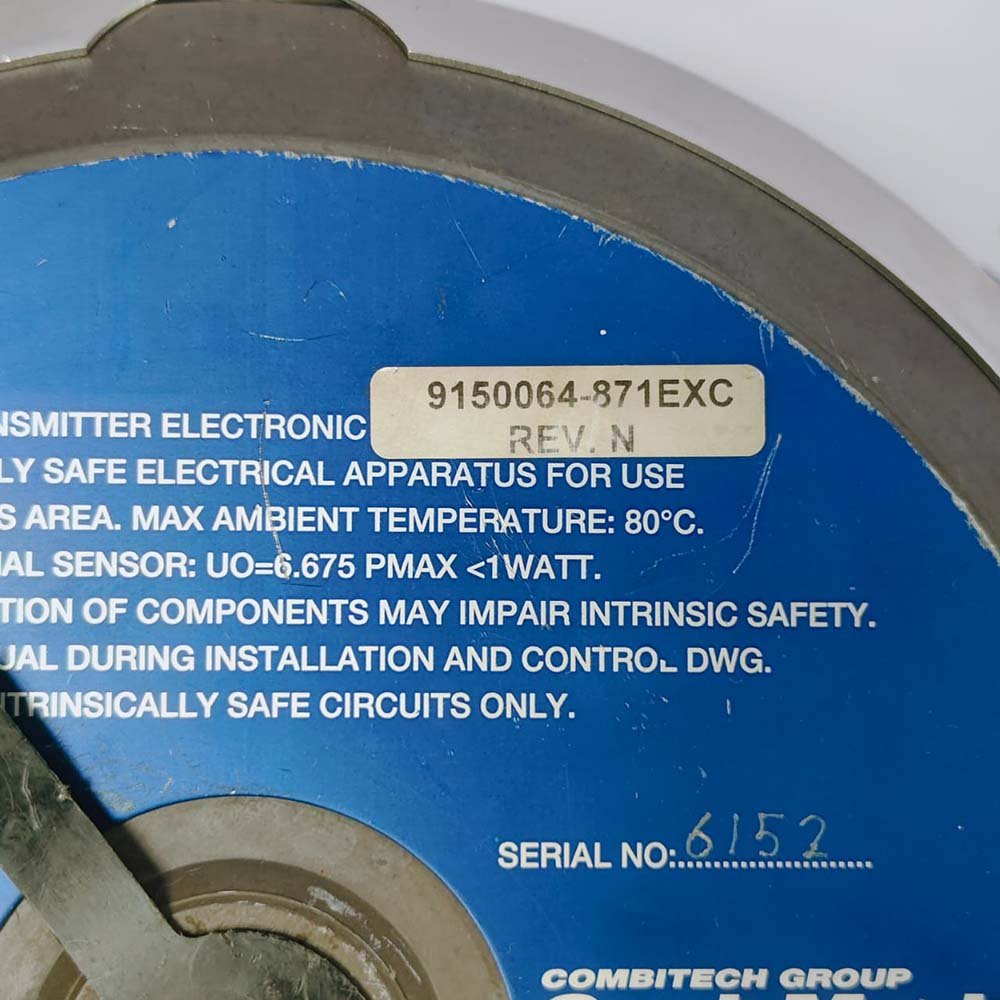 9150064-871EXC
REV. N
NSMITTER ELECTRONIC
LY SAFE ELECTRICAL APPARATUS FOR USE
S AREA. MAX AMBIENT TEMPERATURE: 80°C.
IAL SENSOR: UO=6.675 PMAX <1WATT.
TION OF COMPONENTS MAY IMPAIR INTRINSIC SAFETY.
UAL DURING INSTALLATION AND CONTROL DWG.
NTRINSICALLY SAFE CIRCUITS ONLY.
SERIAL NO: 6152
COMBITECH GROUP